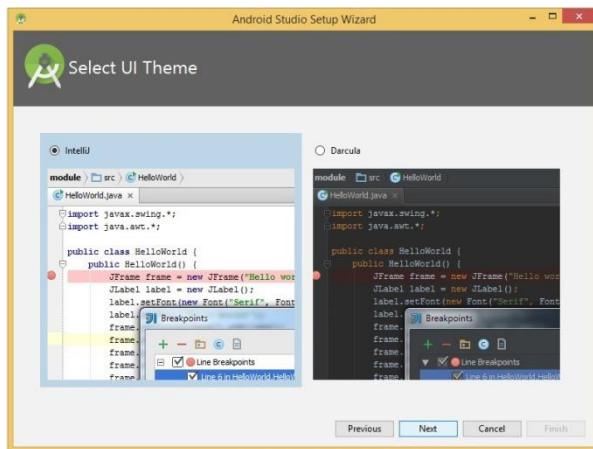 Android Studio Setup Wizard
Select UI Theme
IntelliJ
module src HelloWorld
HelloWorld.java ×
import javax.swing.*;
import java.awt.*;
public class HelloWorld {
public HelloWorld() {
JFrame frame = new JFrame("Hello wor
JLabel label = new JLabel();
label.setFont(new Font("Serif", Font
label.
frame.
frame.
frame.
frame.
frame.
Breakpoints
Line Breakpoints
Line 6 in HelloWorld.HelloW
Darcula
module src HelloWorld
HelloWorld.java ×
import javax.swing.*;
import java.awt.*;
public class HelloWorld {
public HelloWorld() {
JFrame frame = new JFrame("Hello wor
JLabel label = new JLabel();
label.setFont(new Font("Serif", Font
label.
frame.
frame.
frame.
frame.
frame.
Breakpoints
Line Breakpoints
Line 6 in HelloWorld.HelloW
Previous Next Cancel Finish